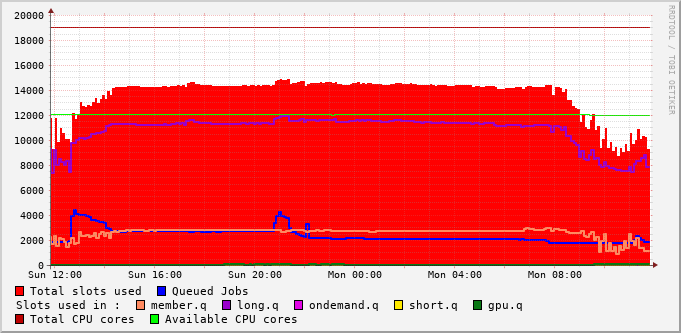 20000
18000
16000
14000
12000
10000
8000
6000
4000
2000
0
Sun 12:00 Sun 16:00 Sun 20:00 Mon 00:00 Mon 04:00 Mon 08:00
RRDTOOL / TOBI OETIKER
Total slots used Queued Jobs
Slots used in : member.q long.q ondemand.q short.q gpu.q
Total CPU cores Available CPU cores